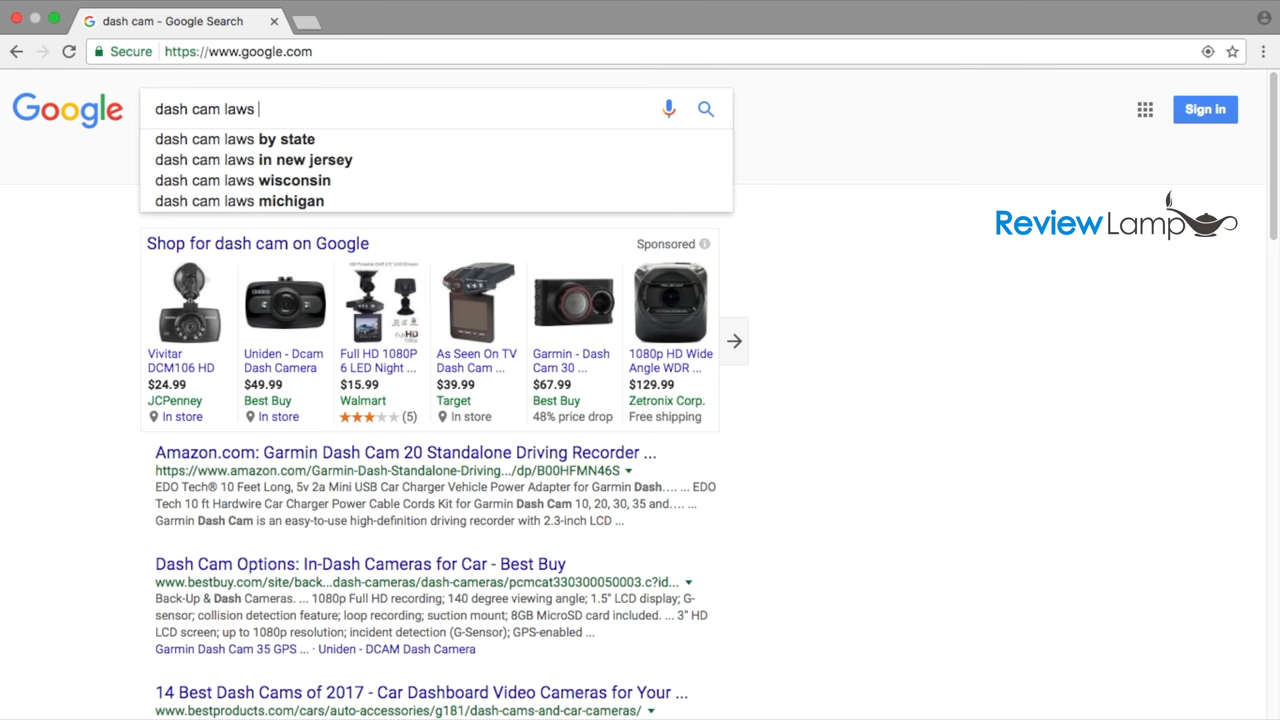 dash cam - Google Search
Secure https://www.google.com
Google
dash cam laws
Sign in
dash cam laws by state
dash cam laws in new jersey
dash cam laws wisconsin
dash cam laws michigan
ReviewLamp
Shop for dash cam on Google
Sponsored
Vivitar
DCM106 HD
$24.99
JCPenney
In store
Uniden - Dcam
Dash Camera
$49.99
Best Buy
In store
Full HD 1080P
6 LED Night ...
$15.99
Walmart
(5)
As Seen On TV
Dash Cam ...
$39.99
Target
In store
Garmin - Dash
Cam 30 ...
$67.99
Best Buy
48% price drop
1080p HD Wide
Angle WDR ...
$129.99
Zetronix Corp.
Free shipping
Amazon.com: Garmin Dash Cam 20 Standalone Driving Recorder ...
https://www.amazon.com/Garmin-Dash-Standalone-Driving.../dp/B00HFMN46S
EDO Tech® 10 Feet Long, 5v 2a Mini USB Car Charger Vehicle Power Adapter for Garmin Dash.... ... EDO
Tech 10 ft Hardwire Car Charger Power Cable Cords Kit for Garmin Dash Cam 10, 20, 30, 35 and.... ...
Garmin Dash Cam is an easy-to-use high-definition driving recorder with 2.3-inch LCD ...
Dash Cam Options: In-Dash Cameras for Car - Best Buy
www.bestbuy.com/site/back...dash-cameras/dash-cameras/pcmcat330300050003.c?id...
Back-Up & Dash Cameras. ... 1080p Full HD recording; 140 degree viewing angle; 1.5" LCD display; G-
sensor; collision detection feature; loop recording; suction mount; 8GB MicroSD card included. ... 3" HD
LCD screen; up to 1080p resolution; incident detection (G-Sensor); GPS-enabled ...
Garmin Dash Cam 35 GPS ... · Uniden - DCAM Dash Camera
14 Best Dash Cams of 2017 - Car Dashboard Video Cameras for Your ...
www.bestproducts.com/cars/auto-accessories/g181/dash-cams-and-car-cameras/